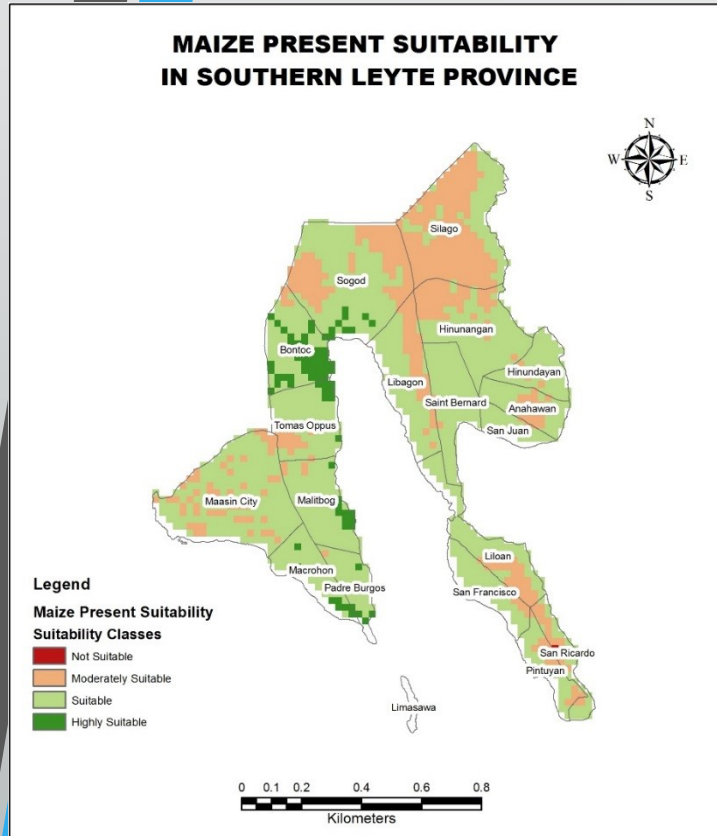 MAIZE PRESENT SUITABILITY
IN SOUTHERN LEYTE PROVINCE
N
W E
S
Silago
Sogod
Hinunangan
Bontoc
Hinundayan
Libagon
Saint Bernard
Anahawan
Tomas Oppus
San Juan
Maasin City
Malitbog
Liloan
Macrohon
San Francisco
Padre Burgos
San Ricardo
Pintuyan
Limasawa
Legend
Maize Present Suitability
Suitability Classes
Not Suitable
Moderately Suitable
Suitable
Highly Suitable
0 0.1 0.2 0.4 0.6 0.8
Kilometers